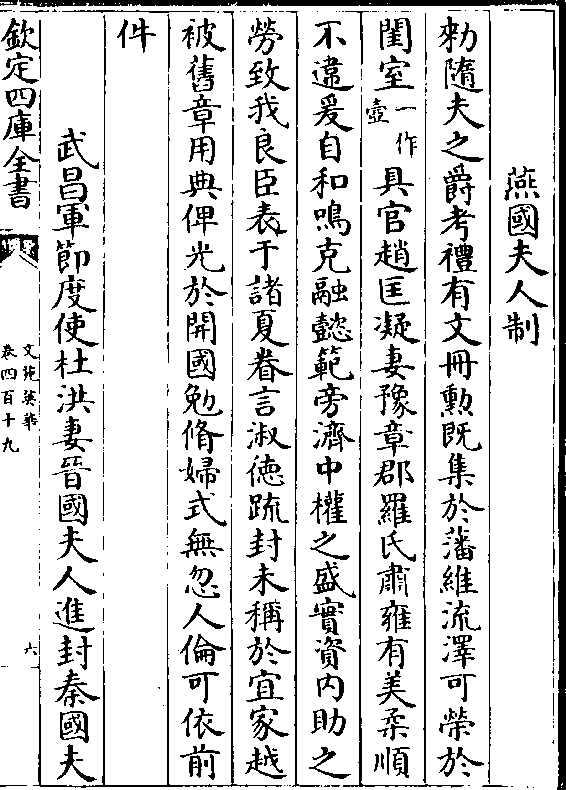 燕國夫人制
勑隨夫之爵考禮有文冊勲既集於藩維流澤可榮於
閨室一作壼具官趙匡凝妻豫章郡羅氏肅雍有美柔順
不違爰自和鳴克融懿範旁濟中權之盛實資内助之
勞致我良臣表于諸夏眷言淑徳疏封未稱於宜家越
被舊章用典俾光於開國勉脩婦式無忽人倫可依前
件
武昌軍節度使杜洪妻晉國夫人進封秦國夫
欽定四庫全書
文苑英華
卷四百十九
六